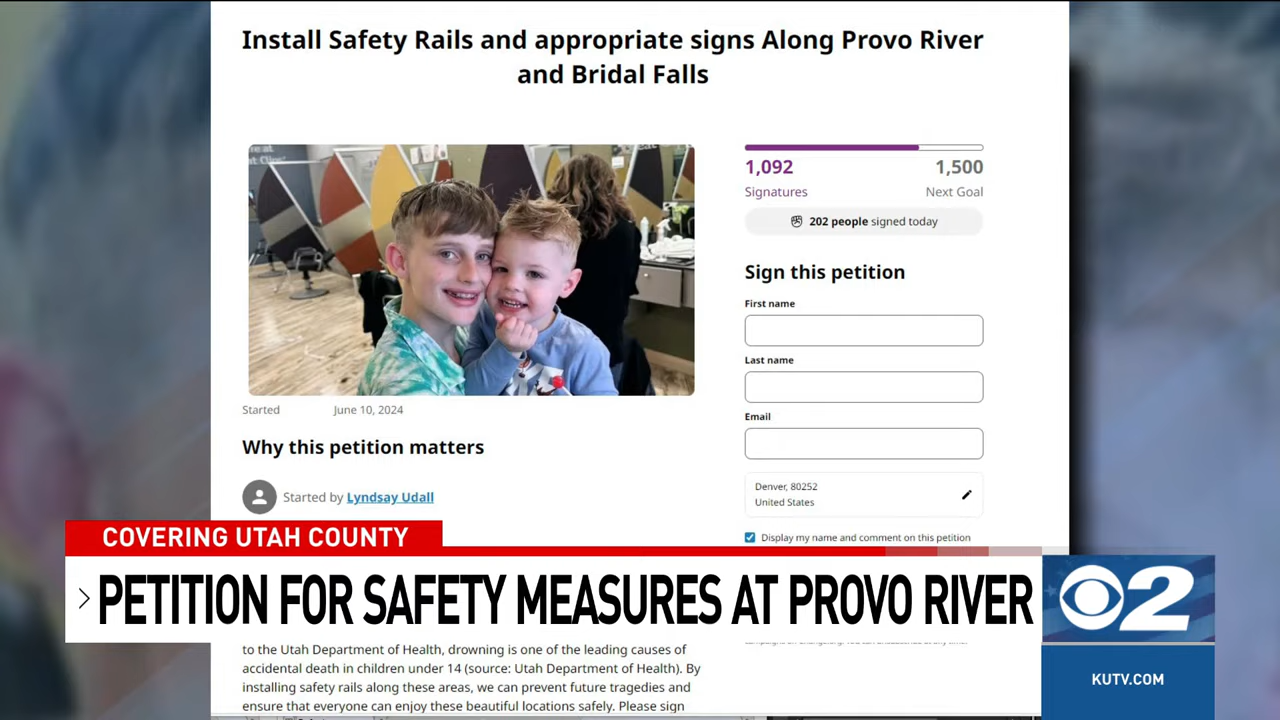 Install Safety Rails and appropriate signs Along Provo River
and Bridal Falls
1,092
1,500
Signatures
Next Goal
202 people signed today
Sign this petition
First name
Last name
Email
Denver, 80252
United States
Display my name and comment on this petition
Started
June 10, 2024
Why this petition matters
Started by Lyndsay Udall
COVERING UTAH COUNTY
PETITION FOR SAFETY MEASURES AT PROVO RIVER
2
KUTV.COM
to the Utah Department of Health, drowning is one of the leading causes of
accidental death in children under 14 (source: Utah Department of Health). By
installing safety rails along these areas, we can prevent future tragedies and
ensure that everyone can enjoy these beautiful locations safely. Please sign